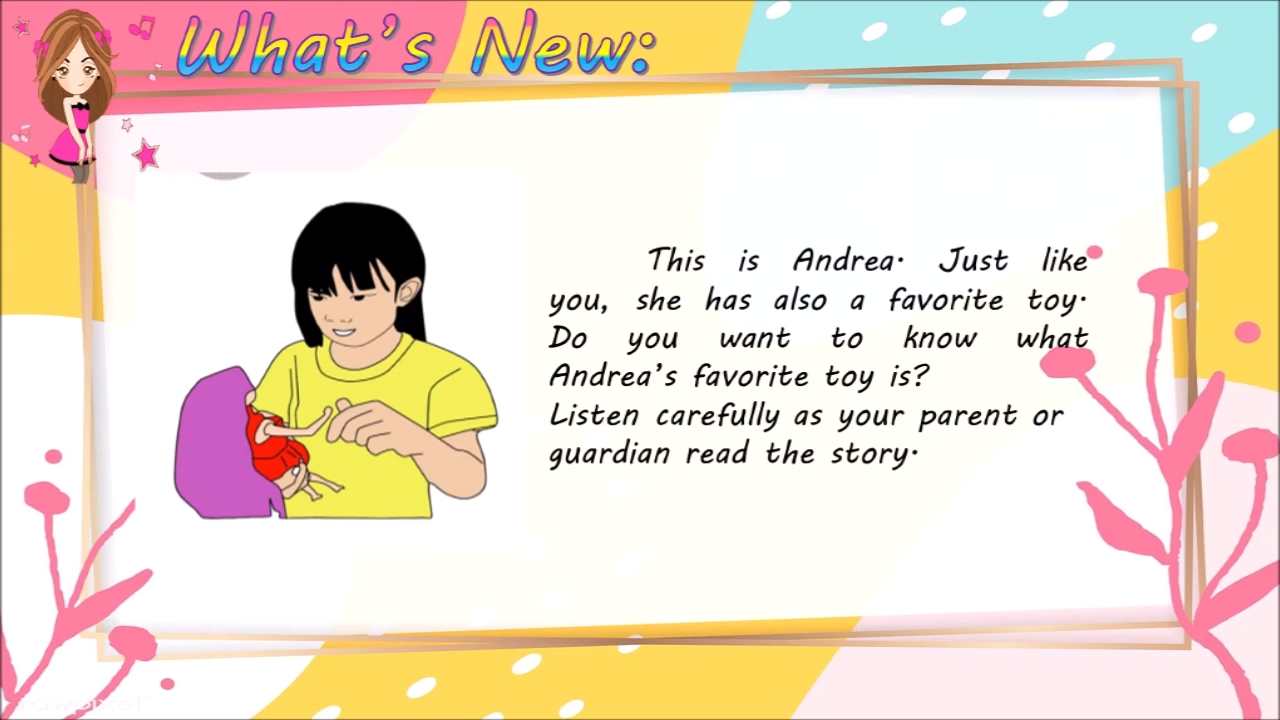 What's New:
This is Andrea. Just like
you, she has also a favorite toy.
Do you want to know what
Andrea's favorite toy is?
Listen carefully as your parent or
guardian read the story.